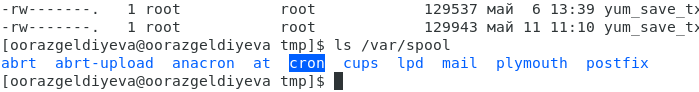 -rw-------.   1 root           root            129537 май  6 13:39 yum_save_tx
-rw-------.   1 root           root            129943 май 11 11:10 yum_save_tx
[oorazgeldiyeva@oorazgeldiyeva tmp]$ ls /var/spool
abrt  abrt-upload  anacron  at  cron  cups  lpd  mail  plymouth  postfix
[oorazgeldiyeva@oorazgeldiyeva tmp]$